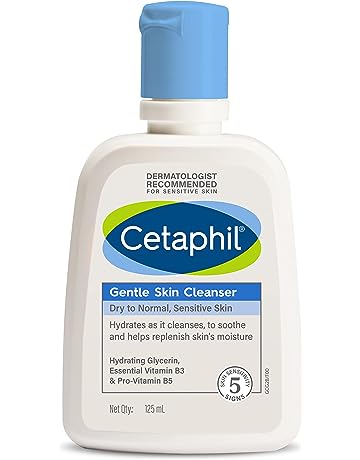 DERMATOLOGIST
RECOMMENDED
FOR SENSITIVE SKIN
Cetaphil®
Gentle Skin Cleanser
Dry to Normal, Sensitive Skin
Hydrates as it cleanses, to soothe
and helps replenish skin's moisture
Hydrating Glycerin,
Essential Vitamin B3
& Pro-Vitamin B5
SKIN SENSITIVITY
5
SIGNS
Net Qty: 125 mL